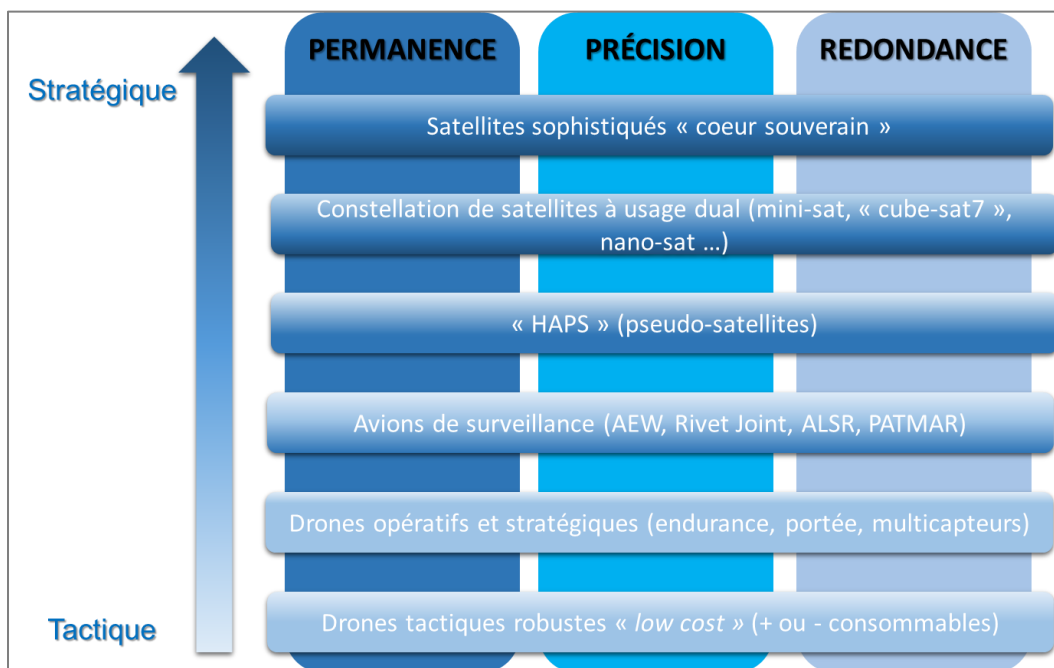 PERMANENCE
PRÉCISION
REDONDANCE
Stratégique
Satellites sophistiqués « coeur souverain »
Constellation de satellites à usage dual (mini-sat, « cube-sat7 »,
nano-sat …)
« HAPS » (pseudo-satellites)
Avions de surveillance (AEW, Rivet Joint, ALSR, PATMAR)
Drones opératifs et stratégiques (endurance, portée, multicapteurs)
Tactique
Drones tactiques robustes « low cost » (+ ou - consommables)